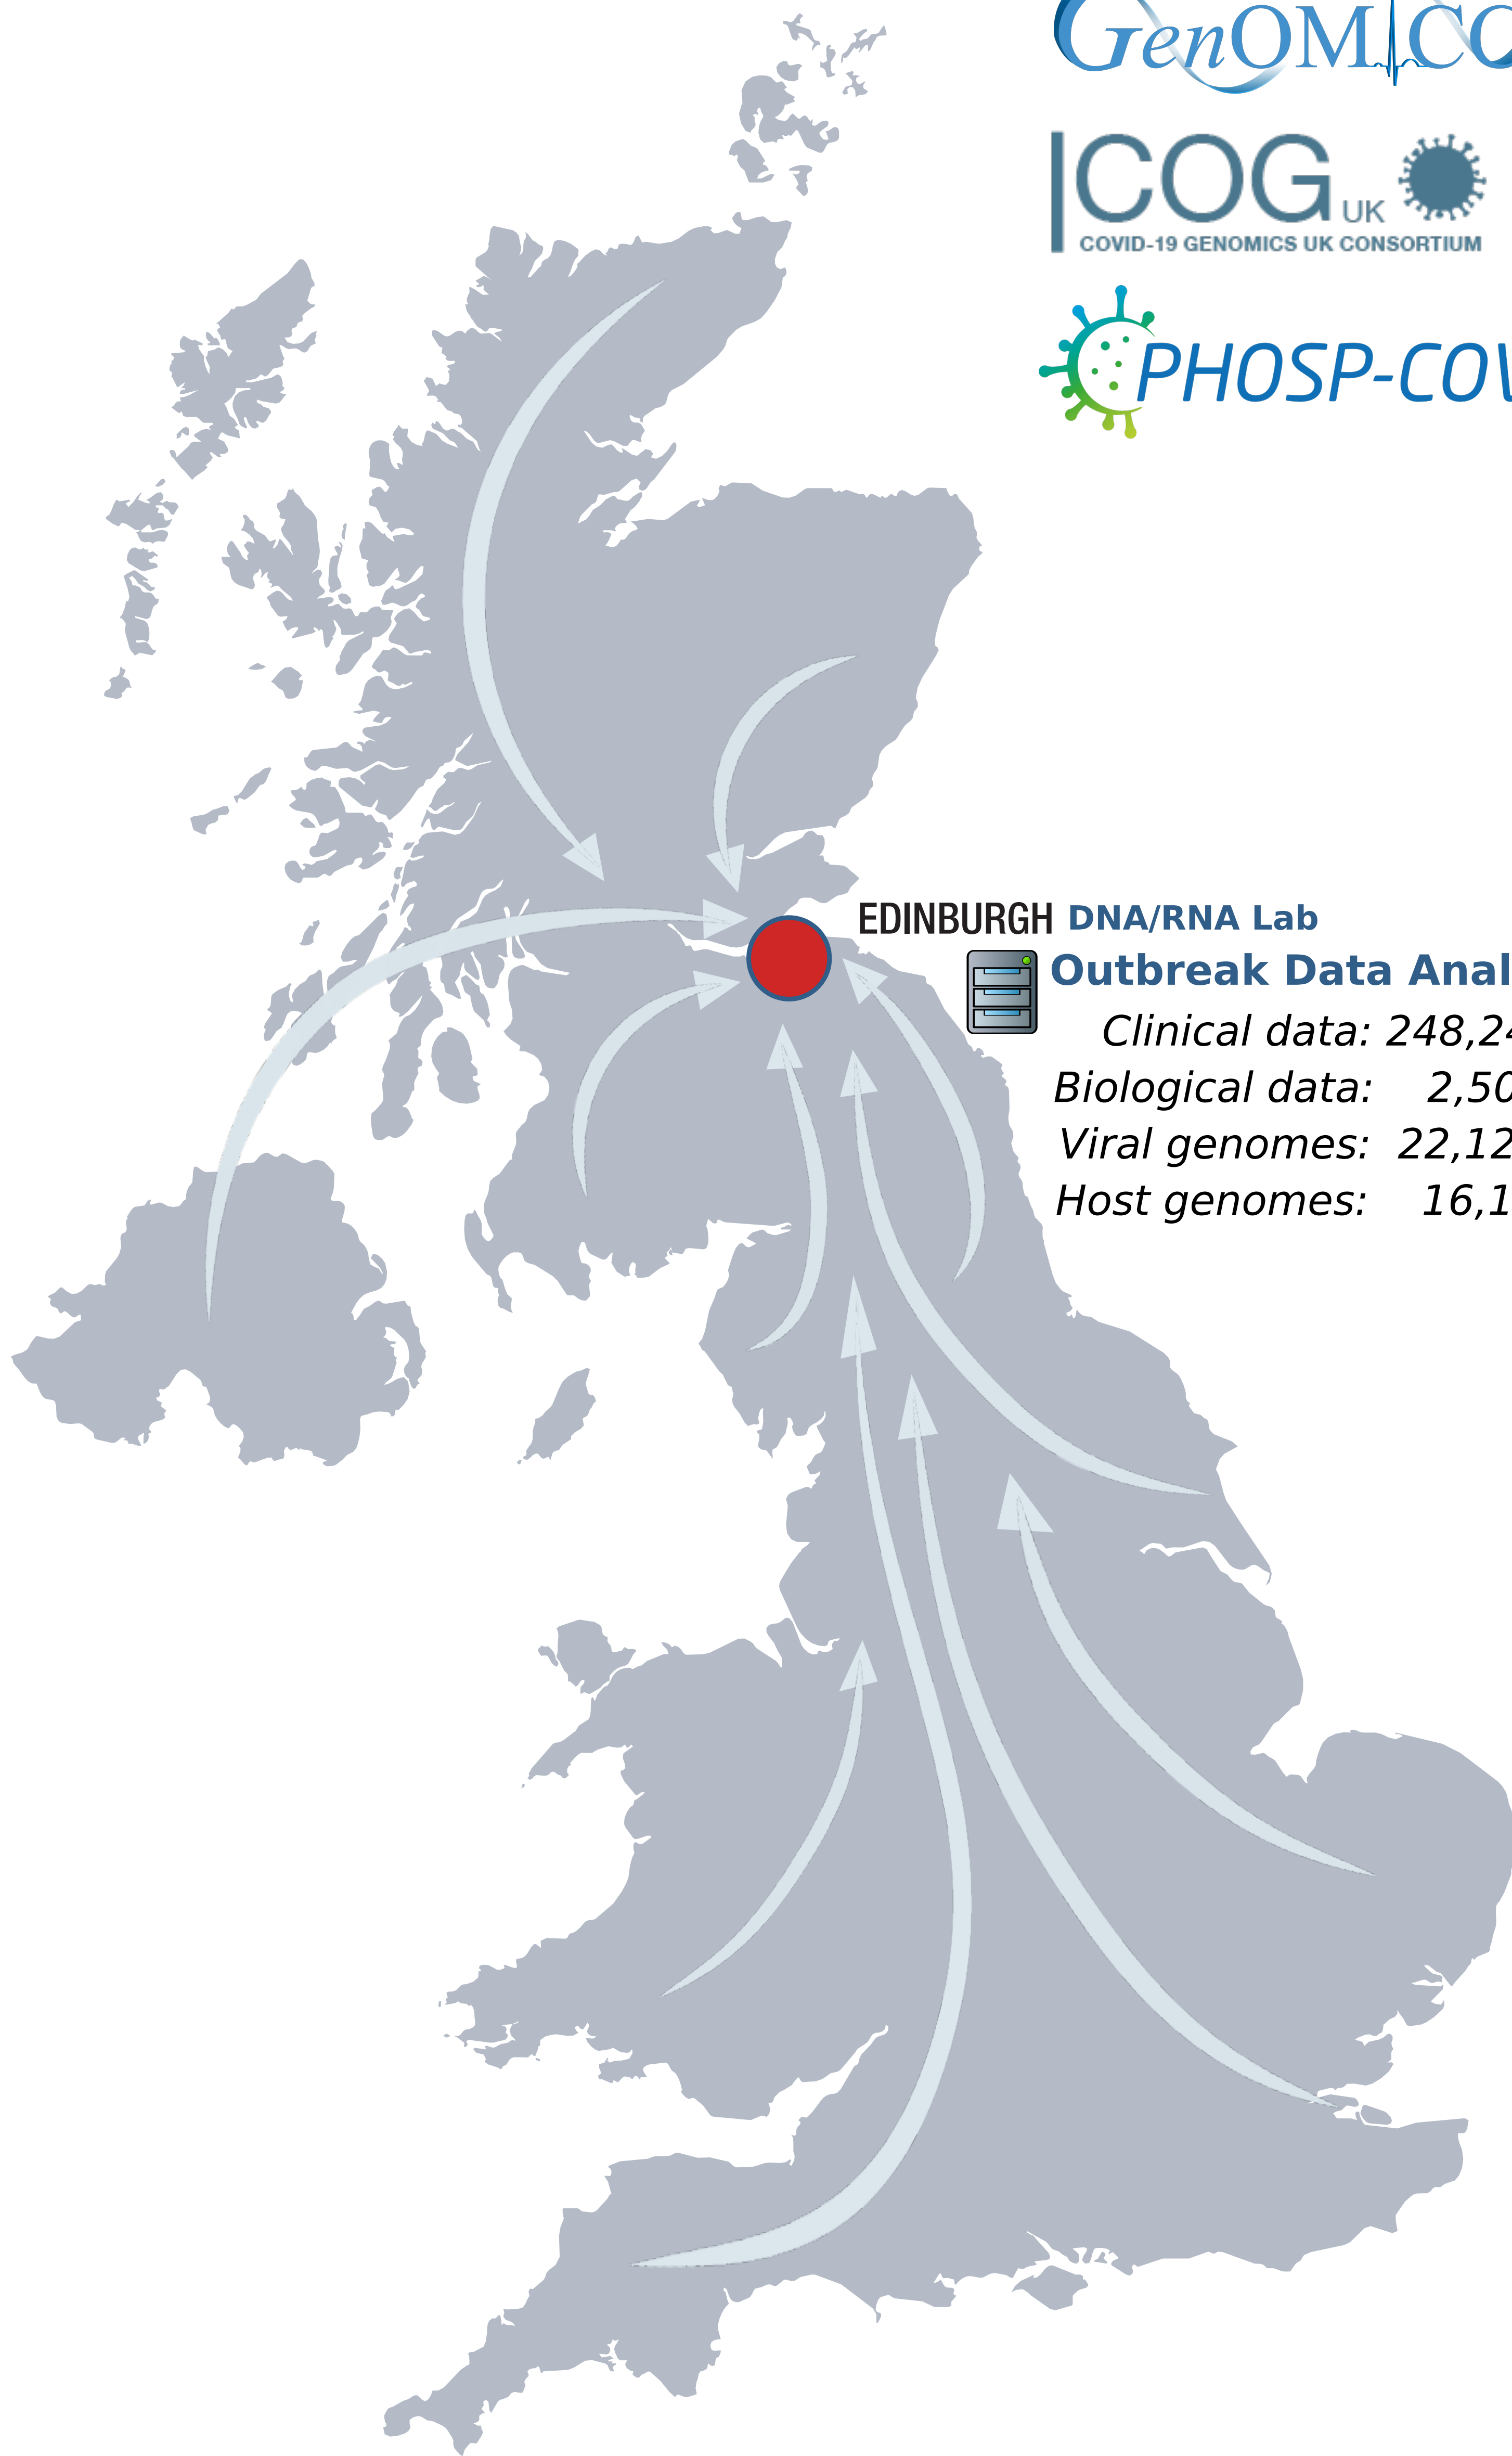 GenOMICC
COG UK
COVID-19 GENOMICS UK CONSORTIUM
PHOSP-COV
EDINBURGH DNA/RNA Lab
Outbreak Data Anal
Clinical data: 248,24
Biological data: 2,50
Viral genomes: 22,12
Host genomes: 16,1